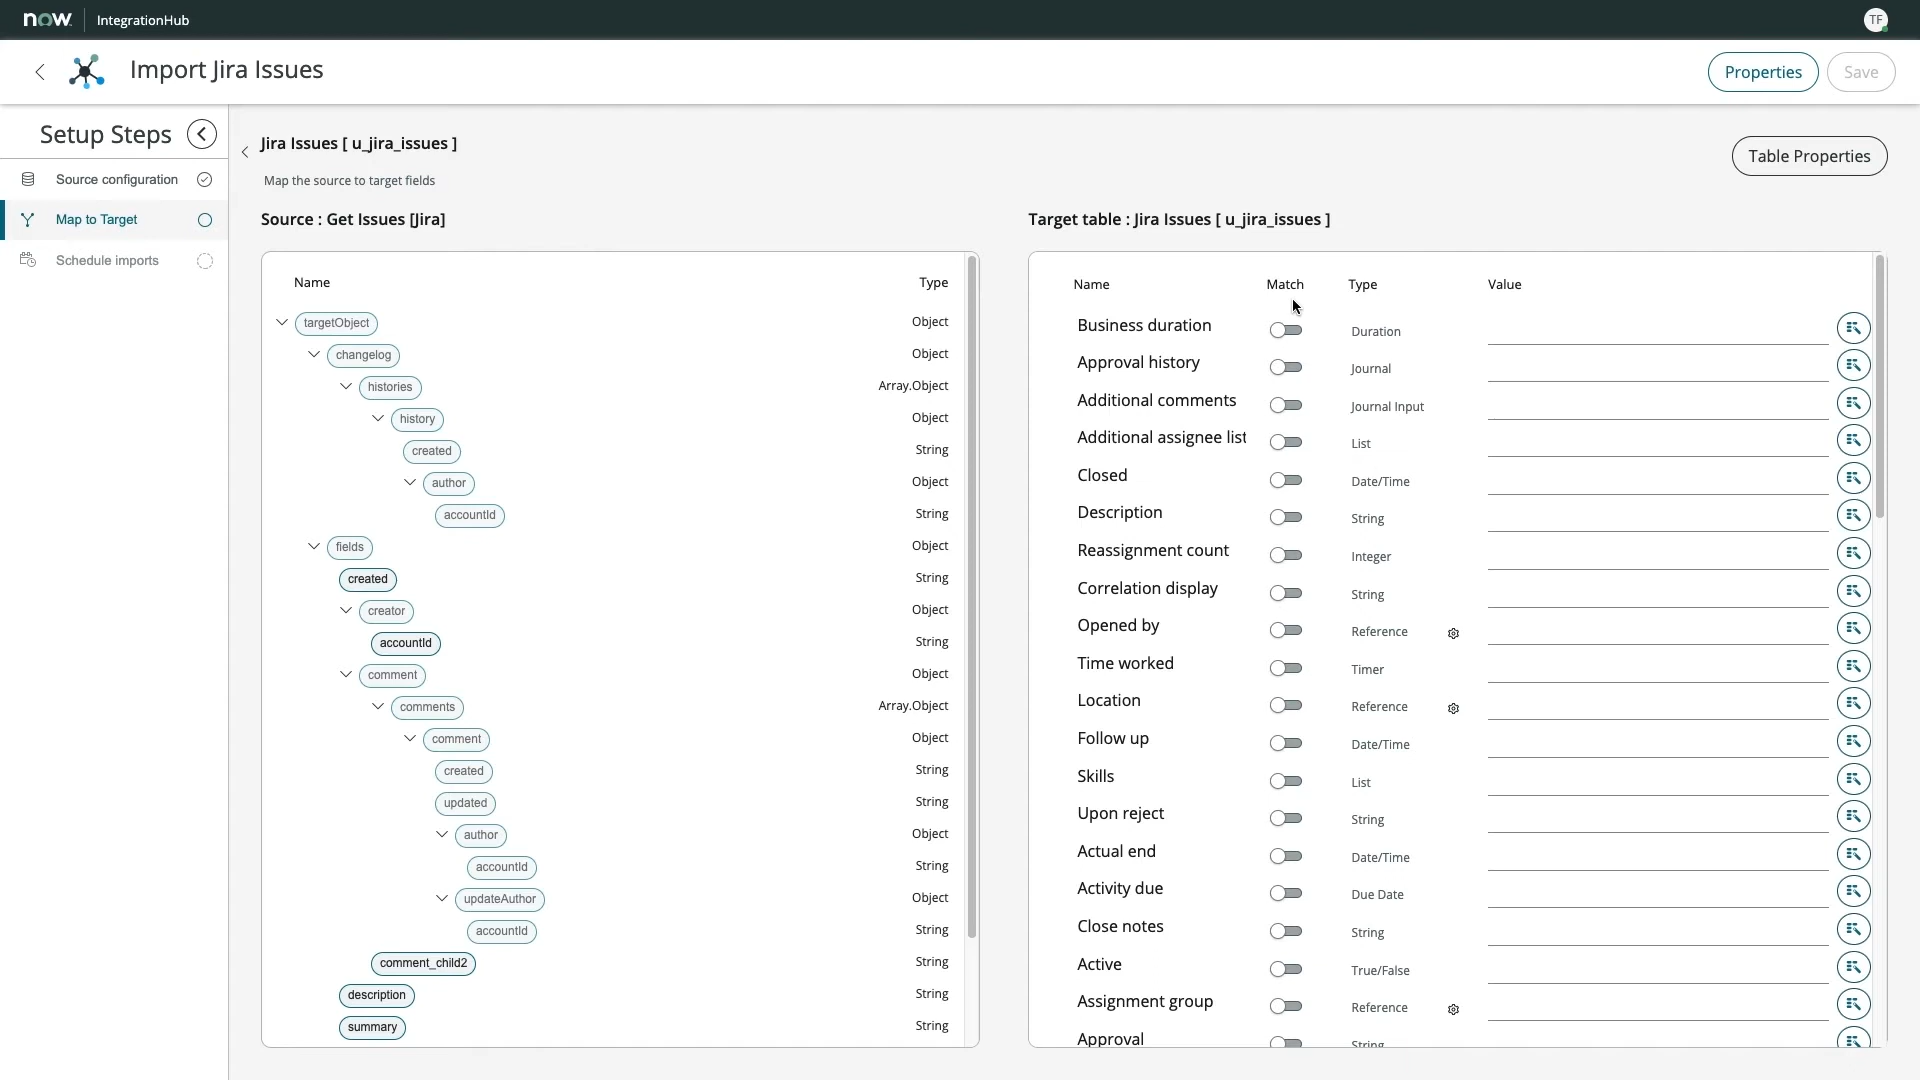 now. IntegrationHub TF
Import Jira Issues Properties Save
Setup Steps
Source configuration
Map to Target
Schedule imports
Jira Issues [ u_jira_issues ]
Map the source to target fields
Table Properties
Source : Get Issues [Jira]
Name Type
targetObject Object
changelog Object
histories Array.Object
history Object
created String
author Object
accountId String
fields Object
created String
creator Object
accountId String
comment Object
comments Array.Object
comment Object
created String
updated String
author Object
accountId String
updateAuthor Object
accountId String
comment_child2 String
description String
summary String
Target table : Jira Issues [ u_jira_issues ]
Name Match Type Value
Business duration Duration
Approval history Journal
Additional comments Journal Input
Additional assignee list List
Closed Date/Time
Description String
Reassignment count Integer
Correlation display String
Opened by Reference
Time worked Timer
Location Reference
Follow up Date/Time
Skills List
Upon reject String
Actual end Date/Time
Activity due Due Date
Close notes String
Active True/False
Assignment group Reference
Approval String